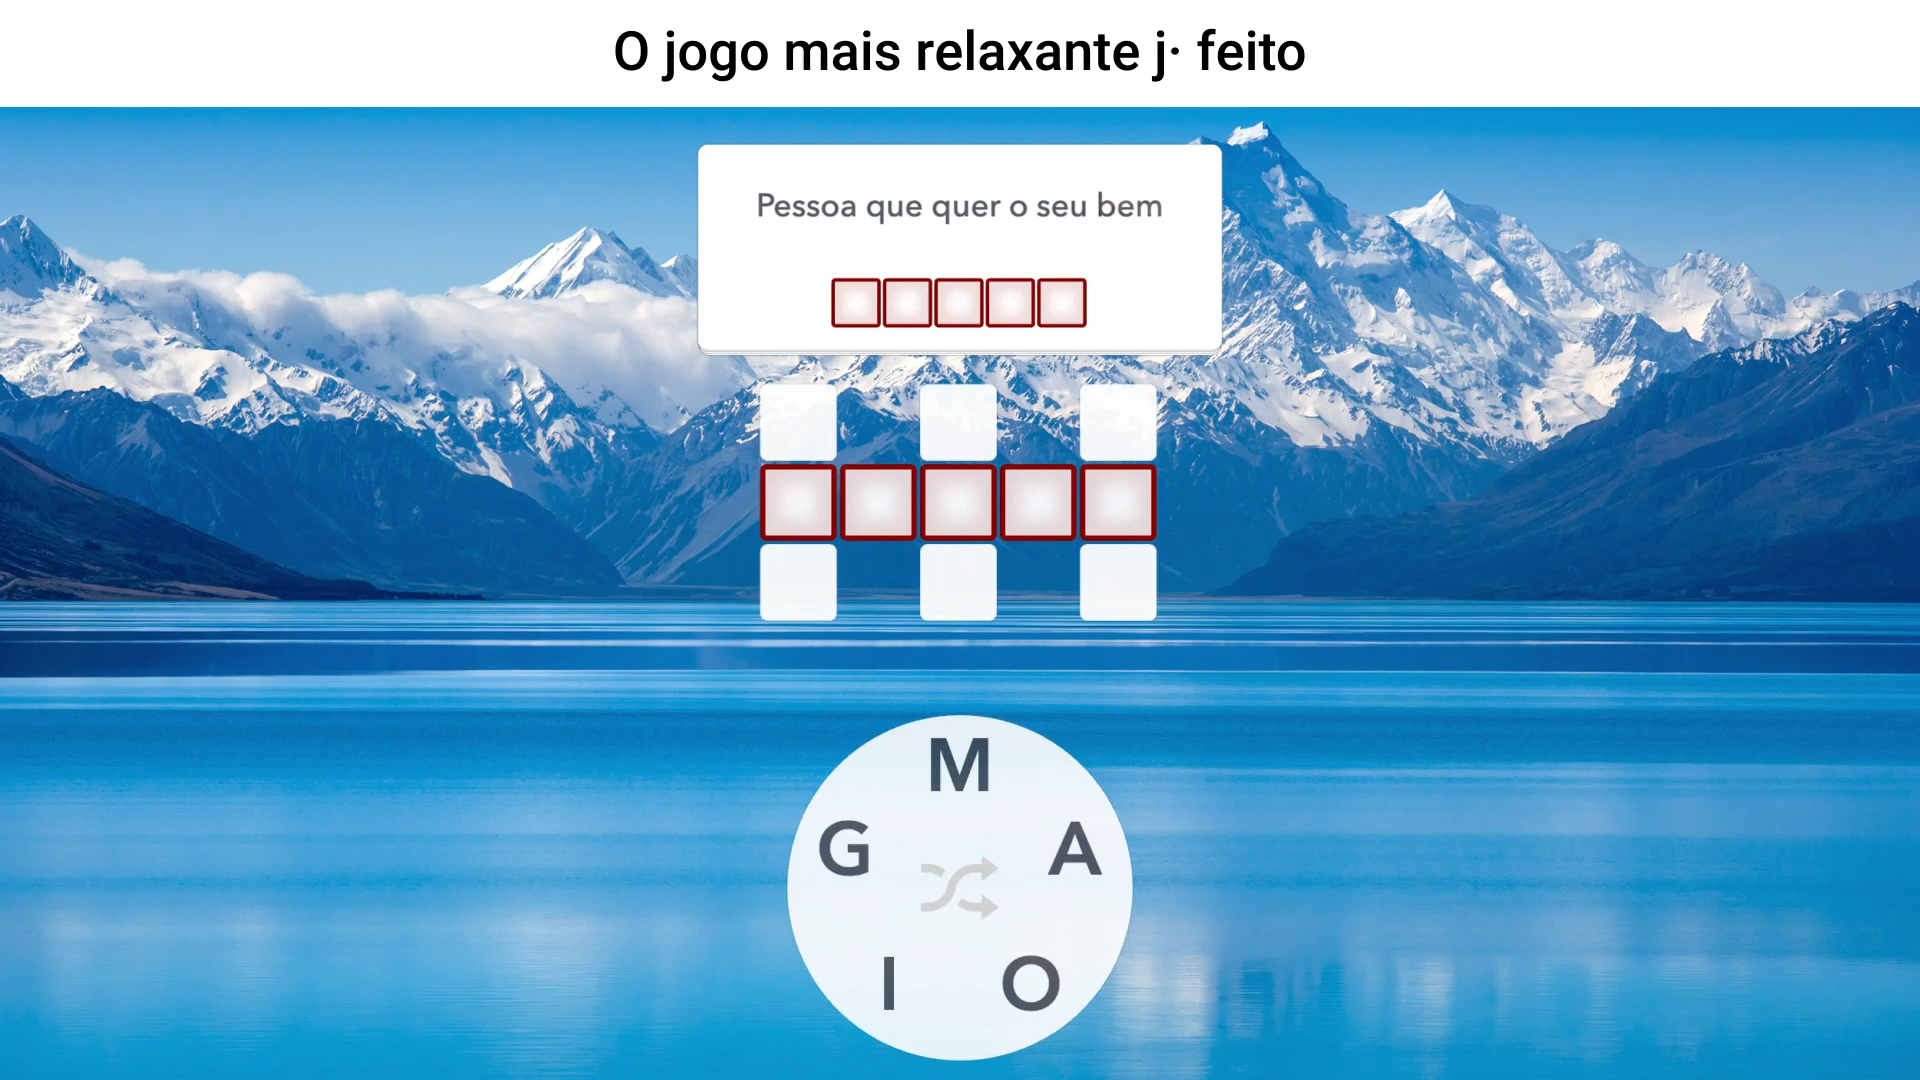 O jogo mais relaxante j· feito
Pessoa que quer o seu bem
M
G A
I O